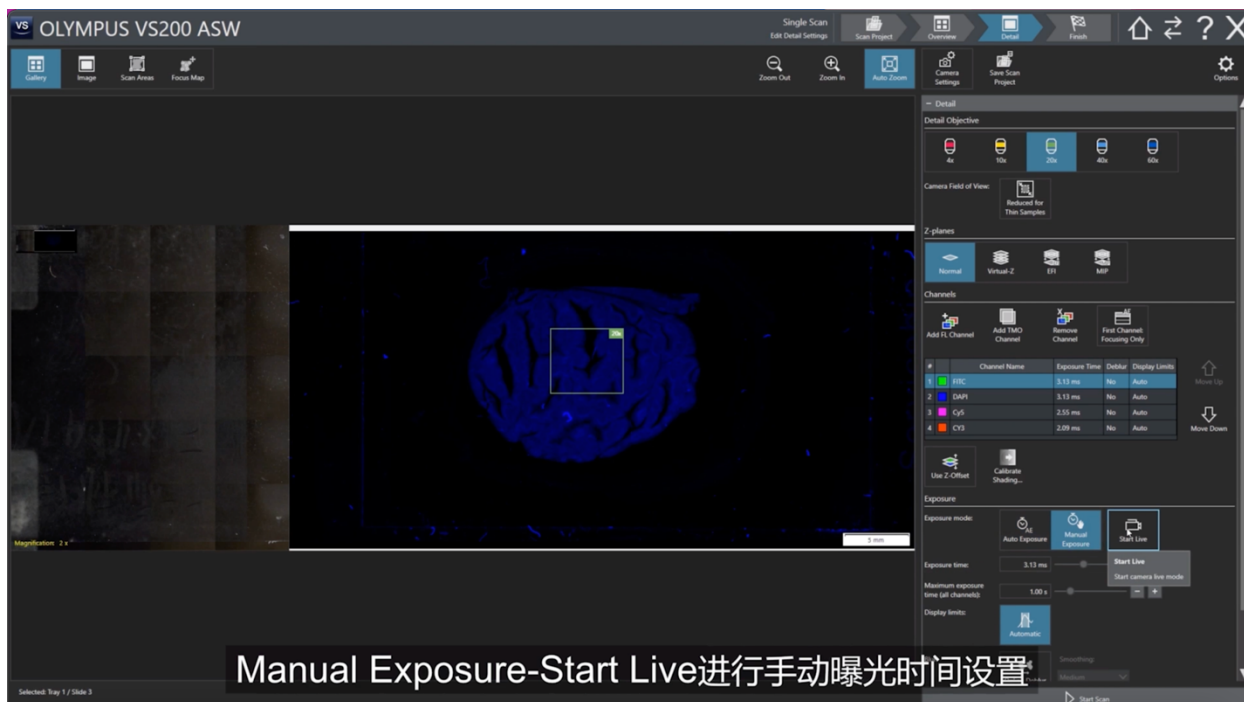 VS OLYMPUS VS200 ASW
Single Scan
Edit Detail Settings
Scan Project
Overview
Detail
Finish
Gallery
Image
Scan Areas
Focus Map
Zoom Out
Zoom In
Auto Zoom
Camera Settings
Save Scan Project
Options
− Detail
Detail Objective
4x
10x
20x
40x
60x
Camera Field of View:
Reduced for Thin Samples
Z-planes
Normal
Virtual-Z
EFI
MIP
Channels
Add FL Channel
Add TMO Channel
Remove Channel
First Channel: Focusing Only
# Channel Name Exposure Time Deblur Display Limits
1 FITC 3.13 ms No Auto
2 DAPI 3.13 ms No Auto
3 Cy5 2.55 ms No Auto
4 CY3 2.09 ms No Auto
Move Up
Move Down
Use Z-Offset
Calibrate Shading...
Exposure
Exposure mode:
Auto Exposure
Manual Exposure
Start Live
Start Live
Start camera live mode
Exposure time: 3.13 ms
Maximum exposure time (all channels): 1.00 s
Display limits:
Automatic
Smoothing:
Medium
Start Scan
20x
Magnification: 2 x
5 mm
Manual Exposure-Start Live进行手动曝光时间设置
Selected: Tray 1 / Slide 3